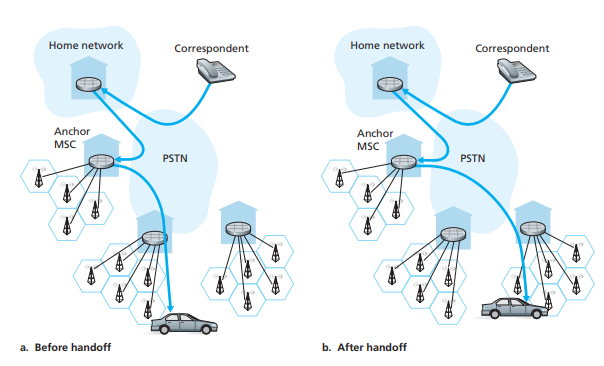 Home network
Correspondent
Anchor
MSC
PSTN
a. Before handoff
Home network
Correspondent
Anchor
MSC
PSTN
b. After handoff